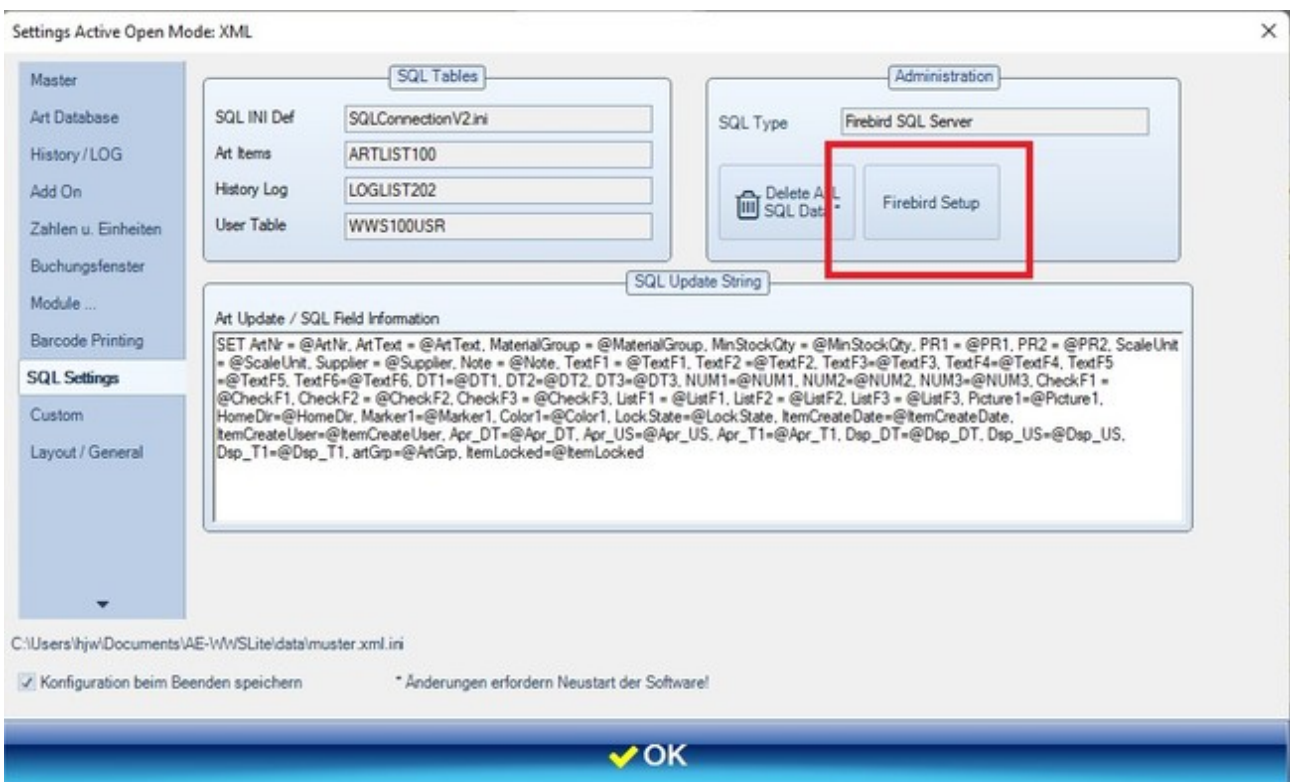 Settings Active Open Mode: XML
Master
Art Database
History / LOG
Add On
Zahlen u. Einheiten
Buchungsfenster
Module ...
Barcode Printing
SQL Settings
Custom
Layout / General
SQL Tables
SQL INI Def SQLConnectionV2.ini
Art Items ARTLIST100
History Log LOGLIST202
User Table WWS100USR
Administration
SQL Type Firebird SQL Server
Delete ALL
SQL Data *
Firebird Setup
SQL Update String
Art Update / SQL Field Information
SET ArtNr = @ArtNr, ArtText = @ArtText, MaterialGroup = @MaterialGroup, MinStockQty = @MinStockQty, PR1 = @PR1, PR2 = @PR2, ScaleUnit
= @ScaleUnit, Supplier = @Supplier, Note = @Note, TextF1 = @TextF1, TextF2 =@TextF2, TextF3=@TextF3, TextF4=@TextF4, TextF5
=@TextF5, TextF6=@TextF6, DT1=@DT1, DT2=@DT2, DT3=@DT3, NUM1=@NUM1, NUM2=@NUM2, NUM3=@NUM3, CheckF1 =
@CheckF1, CheckF2 = @CheckF2, CheckF3 = @CheckF3, ListF1 = @ListF1, ListF2 = @ListF2, ListF3 = @ListF3, Picture1=@Picture1,
HomeDir=@HomeDir, Marker1=@Marker1, Color1=@Color1, LockState=@LockState, ItemCreateDate=@ItemCreateDate,
ItemCreateUser=@ItemCreateUser, Apr_DT=@Apr_DT, Apr_US=@Apr_US, Apr_T1=@Apr_T1, Dsp_DT=@Dsp_DT, Dsp_US=@Dsp_US,
Dsp_T1=@Dsp_T1, artGrp=@ArtGrp, ItemLocked=@ItemLocked
C:\Users\hjw\Documents\AE-WWSLite\data\muster.xml.ini
Konfiguration beim Beenden speichern
* Änderungen erfordern Neustart der Software!
OK